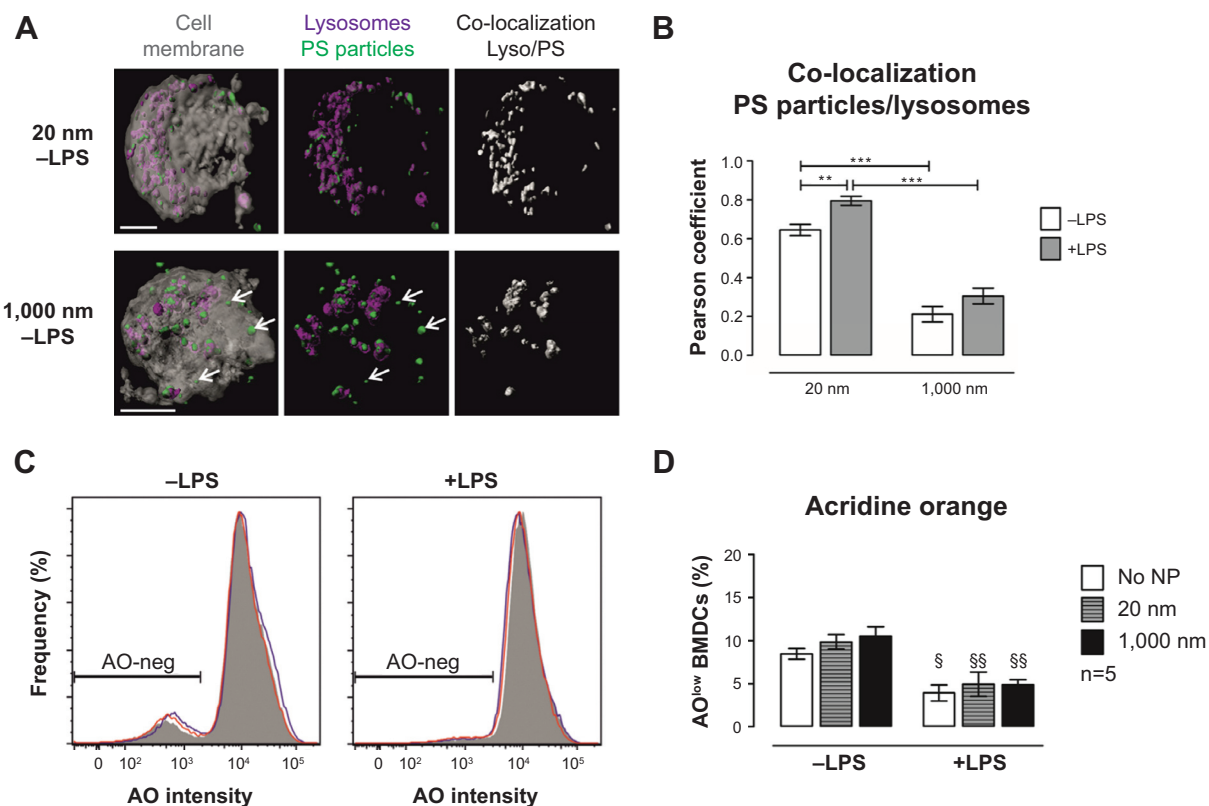 A
Cell
membrane
Lysosomes
PS particles
Co-localization
Lyso/PS
20 nm
–LPS
1,000 nm
–LPS
B
Co-localization
PS particles/lysosomes
Pearson coefficient
1.0
0.8
0.6
0.4
0.2
0.0
***
**
***
20 nm
1,000 nm
–LPS
+LPS
C
–LPS
+LPS
Frequency (%)
AO-neg
AO-neg
0 10² 10³ 10⁴ 10⁵
0 10² 10³ 10⁴ 10⁵
AO intensity
AO intensity
D
Acridine orange
AO^low BMDCs (%)
20
15
10
5
0
§ §§ §§
–LPS
+LPS
No NP
20 nm
1,000 nm
n=5